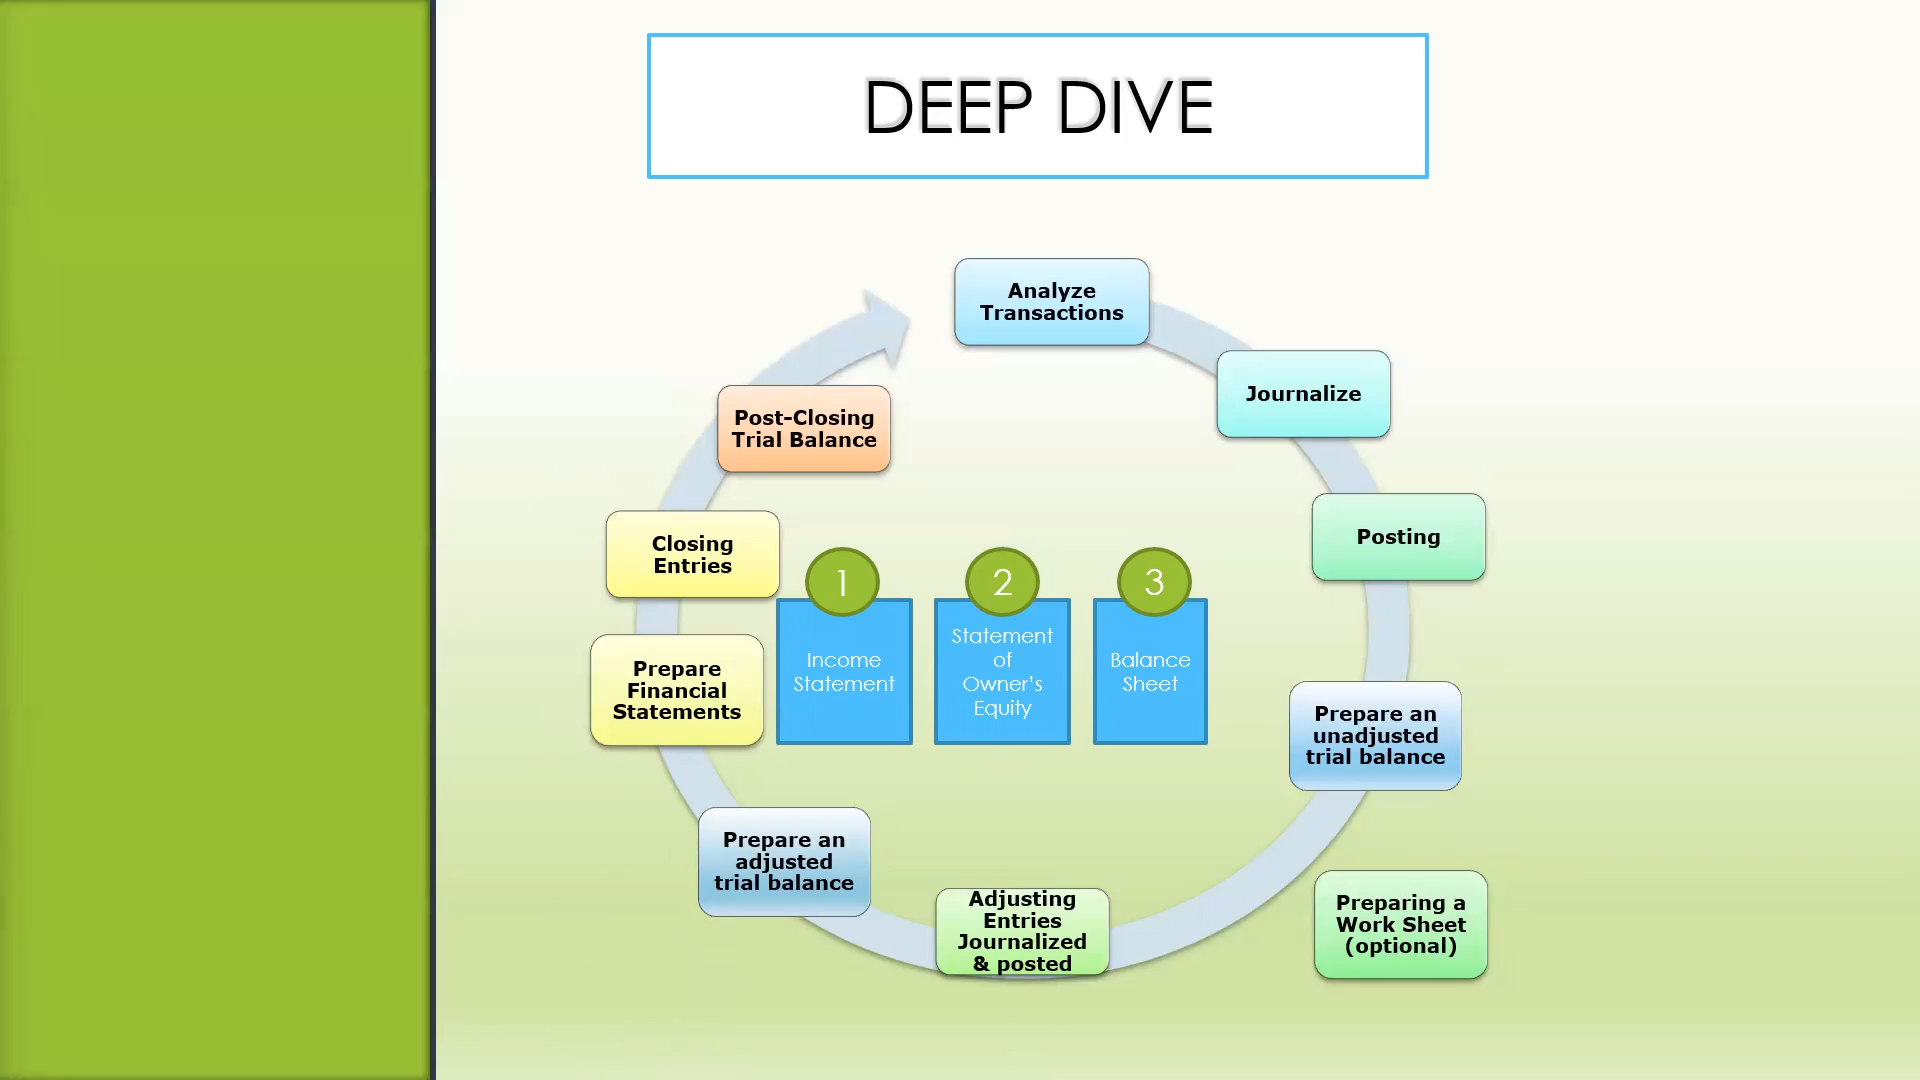 DEEP DIVE
Analyze
Transactions
Journalize
Posting
Prepare an
unadjusted
trial balance
Preparing a
Work Sheet
(optional)
Adjusting
Entries
Journalized
& posted
Prepare an
adjusted
trial balance
Prepare
Financial
Statements
1
Income
Statement
2
Statement
of
Owner’s
Equity
3
Balance
Sheet
Closing
Entries
Post-Closing
Trial Balance